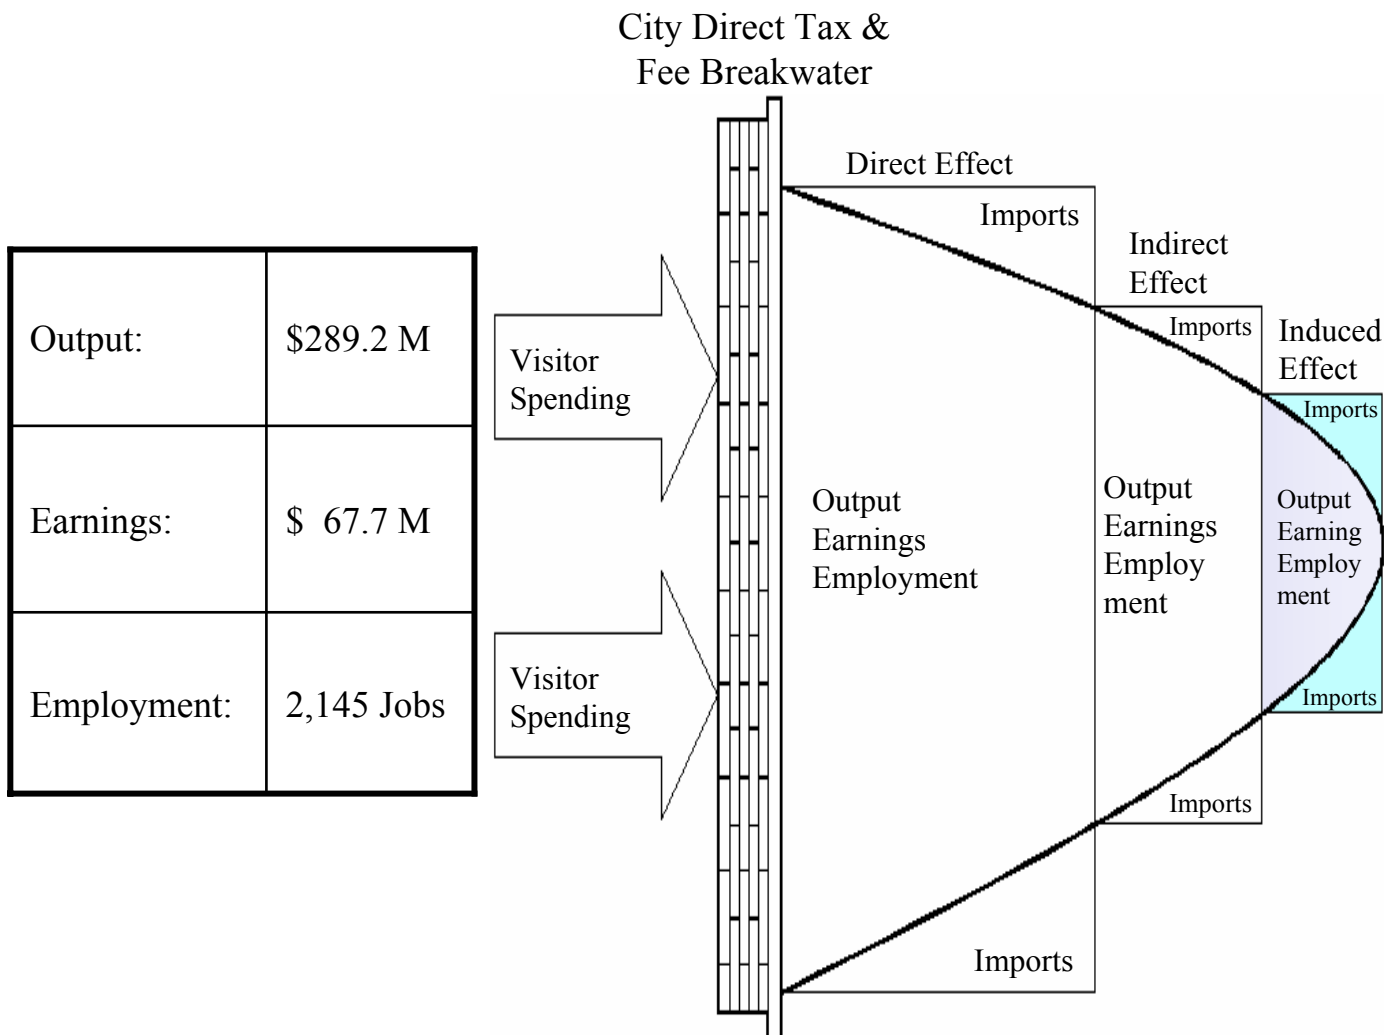 City Direct Tax &
Fee Breakwater
Direct Effect
Imports
Indirect
Effect
Imports
Induced
Effect
Imports
Output: $289.2 M
Earnings: $ 67.7 M
Employment: 2,145 Jobs
Visitor
Spending
Visitor
Spending
Output
Earnings
Employment
Output
Earnings
Employ
ment
Output
Earning
Employ
ment
Imports
Imports
Imports